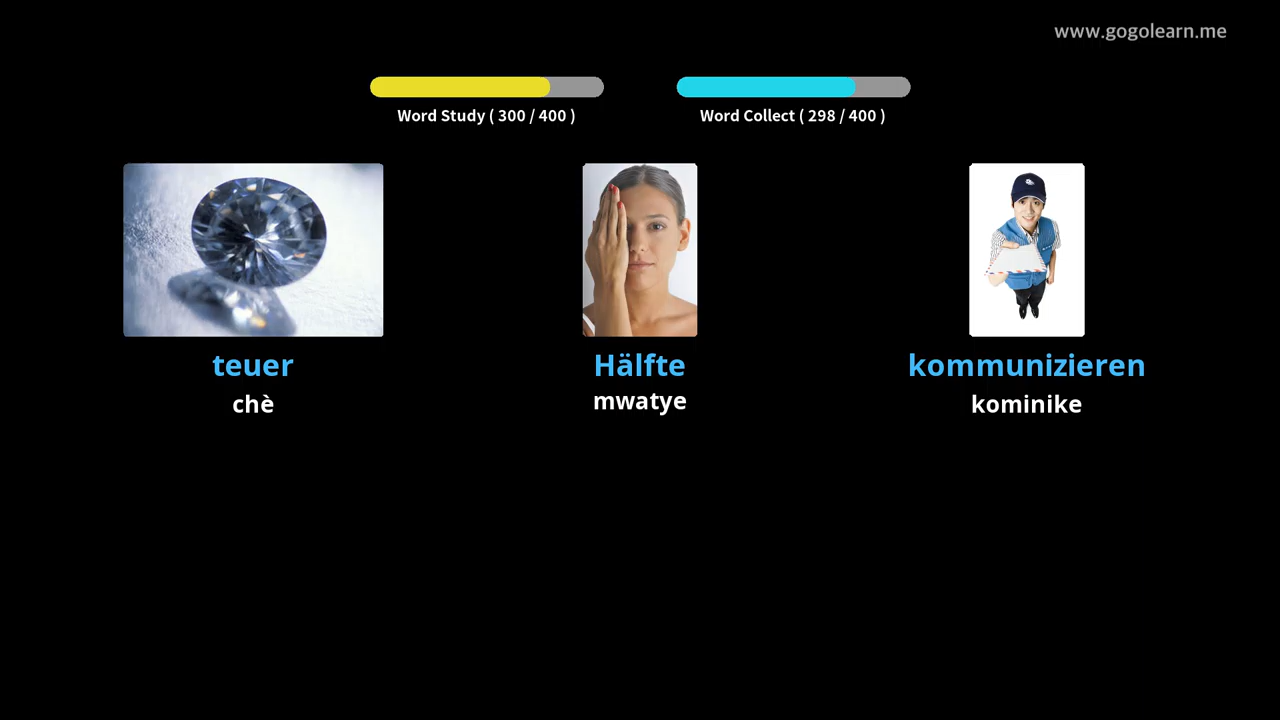 www.gogolearn.me
Word Study ( 300 / 400 )
Word Collect ( 298 / 400 )
teuer
chè
Hälfte
mwatye
kommunizieren
kominike